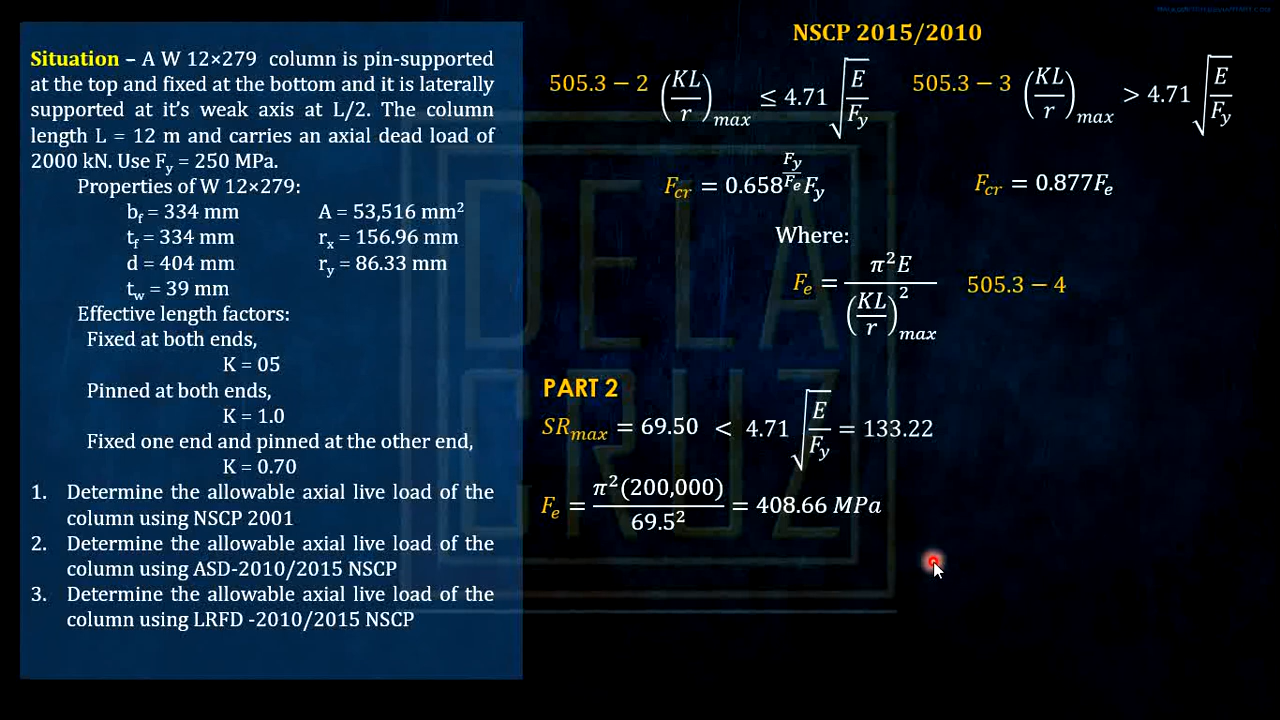 Situation – A W 12×279 column is pin-supported
at the top and fixed at the bottom and it is laterally
supported at it's weak axis at L/2. The column
length L = 12 m and carries an axial dead load of
2000 kN. Use Fy = 250 MPa.
Properties of W 12×279:
bf = 334 mm A = 53,516 mm²
tf = 334 mm rx = 156.96 mm
d = 404 mm ry = 86.33 mm
tw = 39 mm
Effective length factors:
Fixed at both ends,
K = 05
Pinned at both ends,
K = 1.0
Fixed one end and pinned at the other end,
K = 0.70
1. Determine the allowable axial live load of the
column using NSCP 2001
2. Determine the allowable axial live load of the
column using ASD-2010/2015 NSCP
3. Determine the allowable axial live load of the
column using LRFD -2010/2015 NSCP
NSCP 2015/2010
505.3 − 2 (KL/r)max ≤ 4.71 √(E/Fy)
505.3 − 3 (KL/r)max > 4.71 √(E/Fy)
Fcr = 0.658^(Fy/Fe) Fy
Fcr = 0.877Fe
Where:
Fe = π²E/(KL/r)²max 505.3 − 4
PART 2
SRmax = 69.50 < 4.71 √(E/Fy) = 133.22
Fe = π²(200,000)/69.5² = 408.66 MPa
DELA
CRUZ